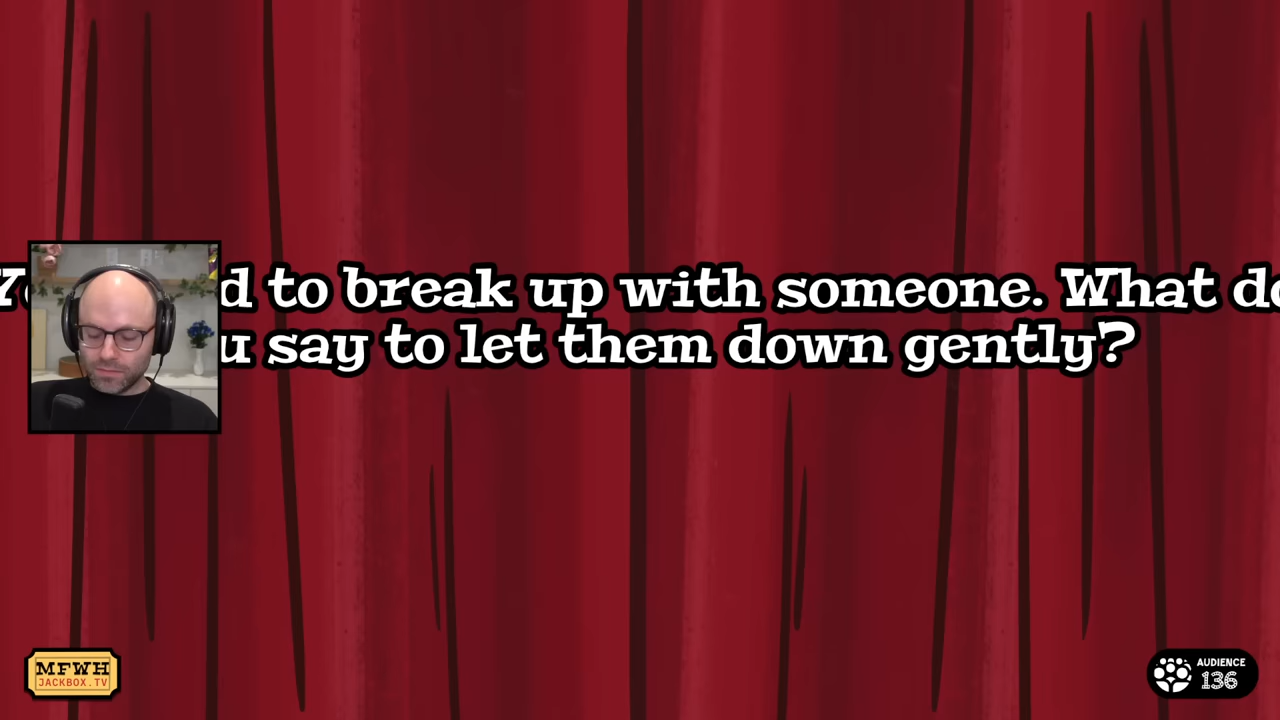 d to break up with someone. What do
u say to let them down gently?
MFWH
JACKBOX.TV
AUDIENCE
136